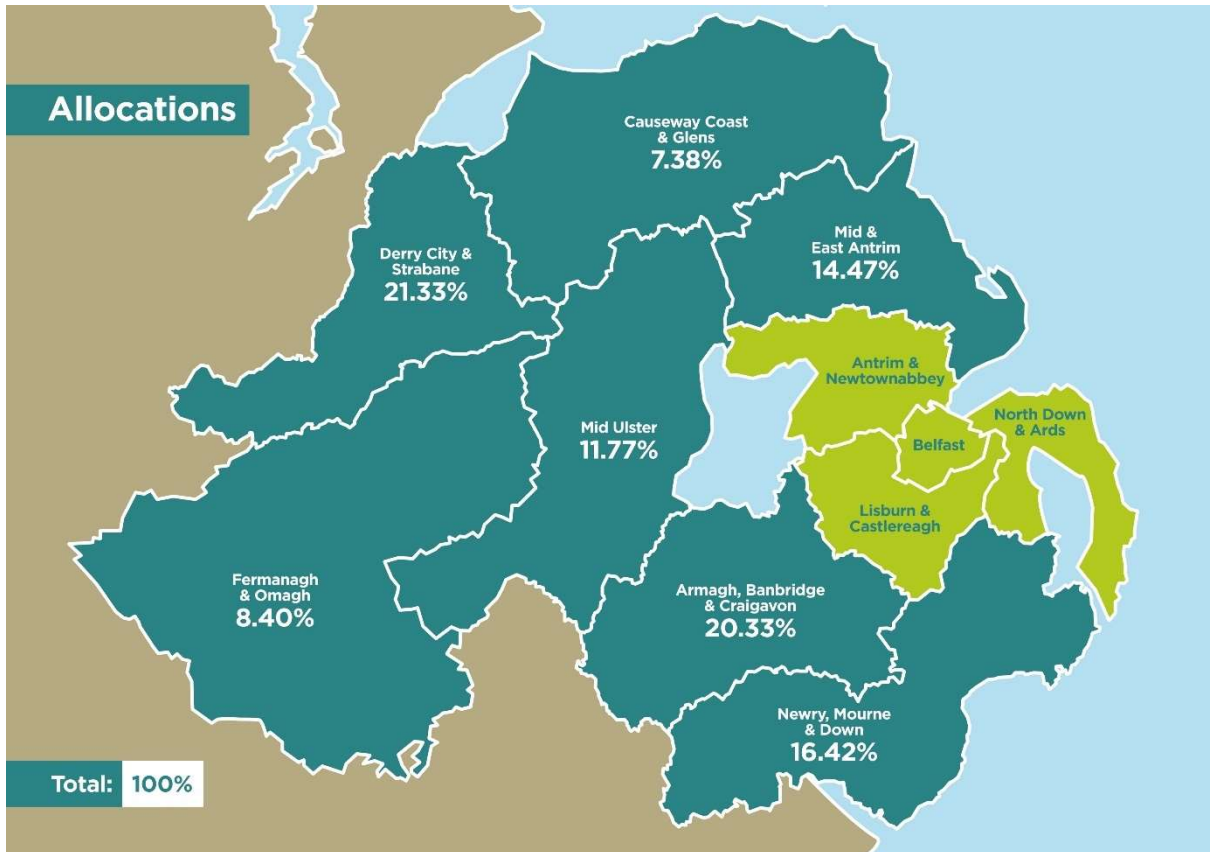 Allocations
Causeway Coast
& Glens
7.38%
Mid &
East Antrim
14.47%
Derry City &
Strabane
21.33%
Antrim &
Newtownabbey
North Down
& Ards
Belfast
Mid Ulster
11.77%
Lisburn &
Castlereagh
Fermanagh
& Omagh
8.40%
Armagh, Banbridge
& Craigavon
20.33%
Newry, Mourne
& Down
16.42%
Total: 100%